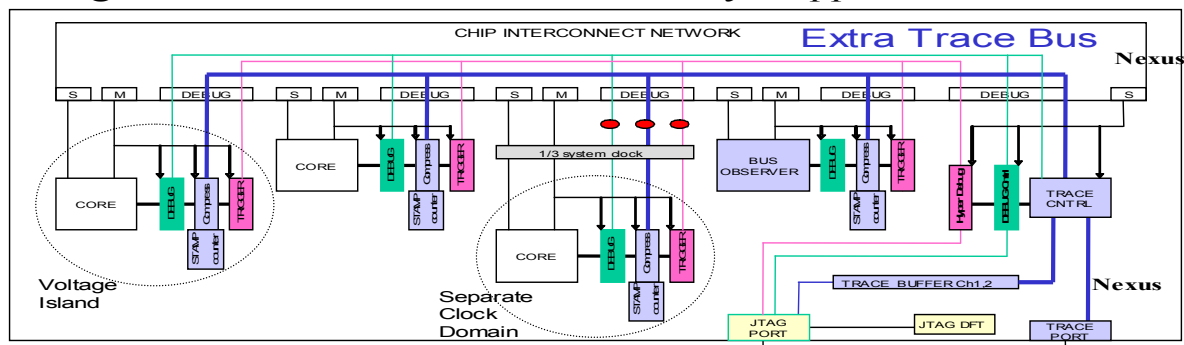 CHIP INTERCONNECT NETWORK
Extra Trace Bus
Nexus
S M DEBUG S M DEBUG S M DEBUG S M DEBUG DEBUG S
1/3 system clock
CORE DEBUG Compress TRIGGER
STAMP counter
CORE DEBUG Compress TRIGGER
STAMP counter
CORE DEBUG Compress TRIGGER
STAMP counter
BUS OBSERVER DEBUG Compress TRIGGER
STAMP counter
HyperDebug DEBUG Cntrl TRACE CNTRL
Voltage
Island
Separate
Clock
Domain
TRACE BUFFER Ch1,2
Nexus
JTAG
PORT
JTAG DFT
TRACE
PORT